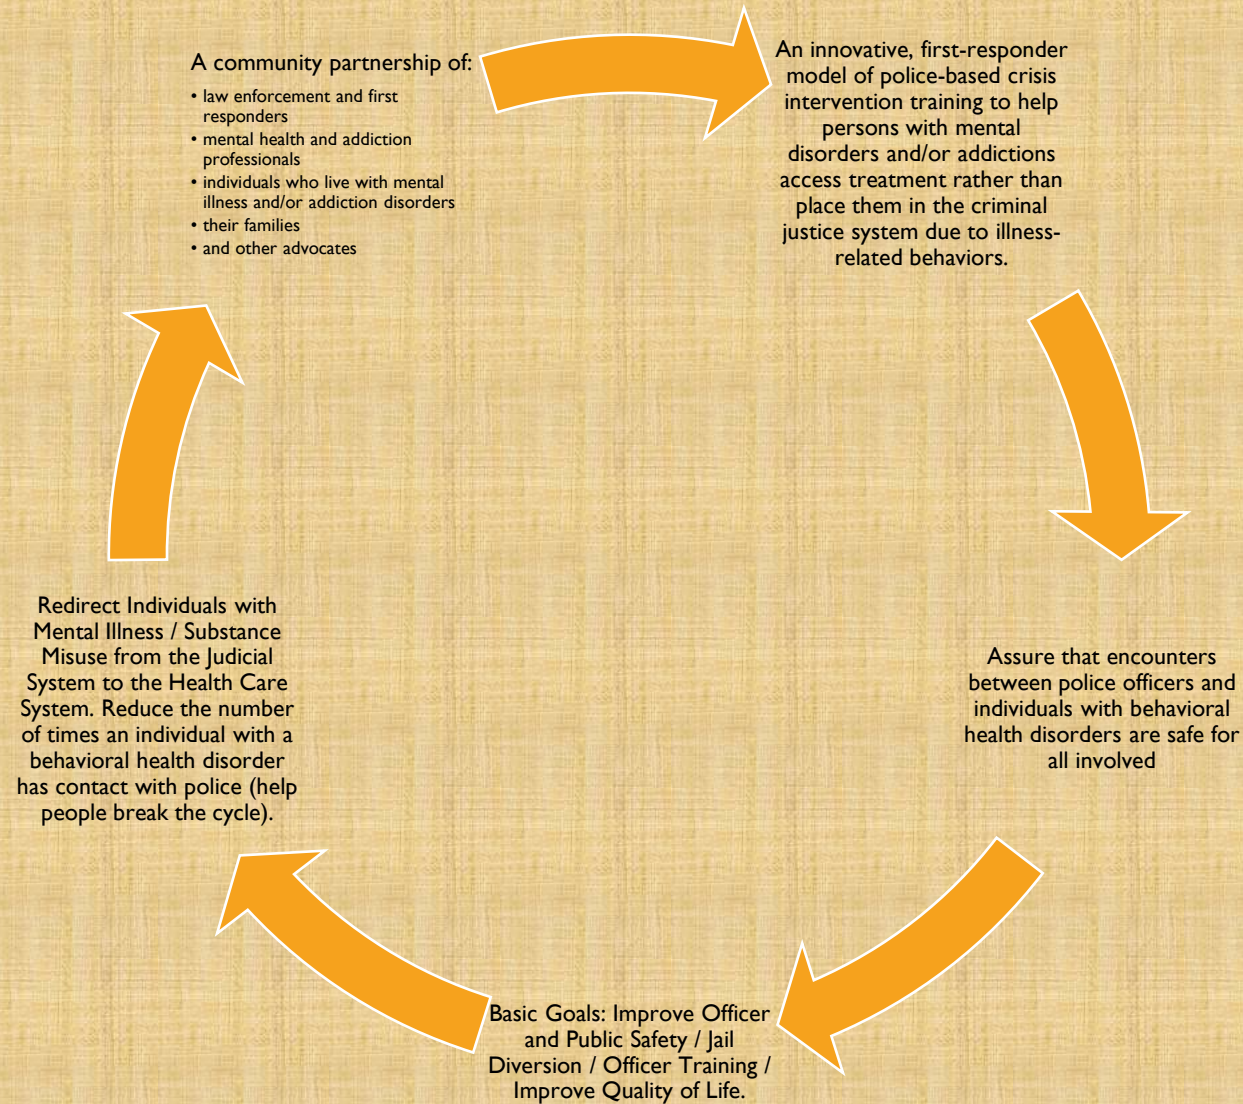 A community partnership of:
• law enforcement and first
responders
• mental health and addiction
professionals
• individuals who live with mental
illness and/or addiction disorders
• their families
• and other advocates
An innovative, first-responder
model of police-based crisis
intervention training to help
persons with mental
disorders and/or addictions
access treatment rather than
place them in the criminal
justice system due to illness-
related behaviors.
Assure that encounters
between police officers and
individuals with behavioral
health disorders are safe for
all involved
Basic Goals: Improve Officer
and Public Safety / Jail
Diversion / Officer Training /
Improve Quality of Life.
Redirect Individuals with
Mental Illness / Substance
Misuse from the Judicial
System to the Health Care
System. Reduce the number
of times an individual with a
behavioral health disorder
has contact with police (help
people break the cycle).